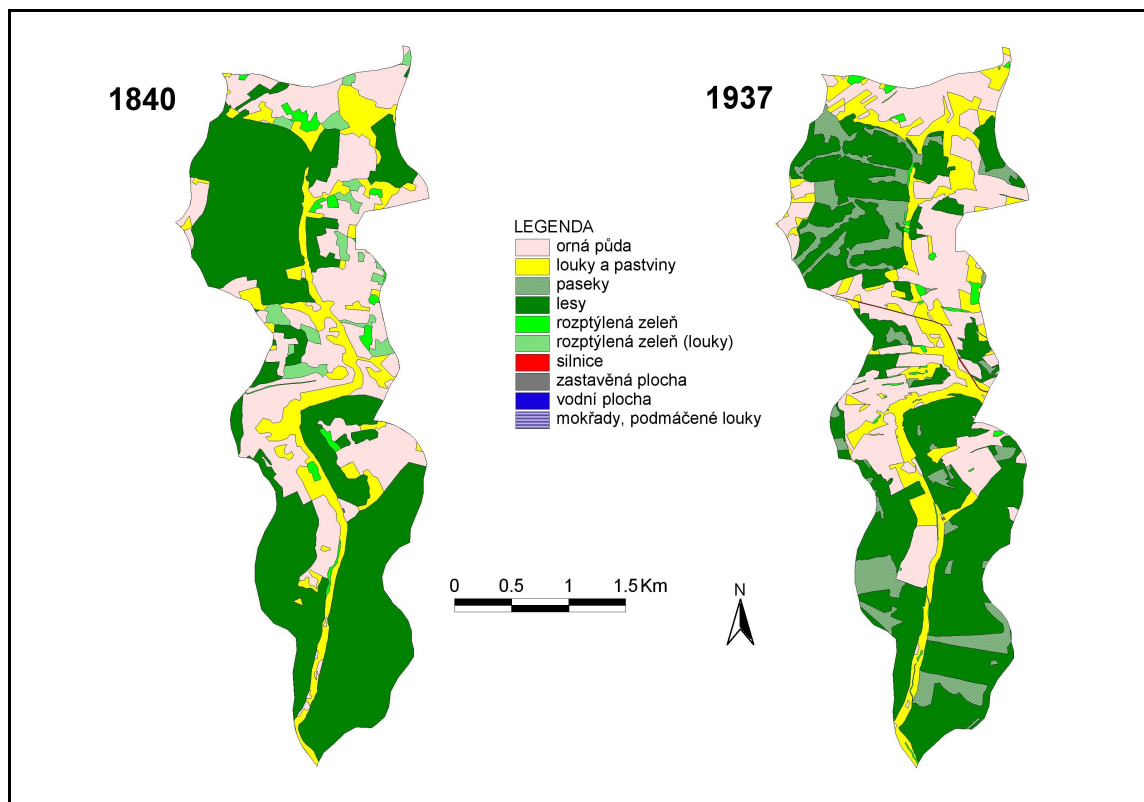 1840
1937
LEGENDA
orná půda
louky a pastviny
paseky
lesy
rozptýlená zeleň
rozptýlená zeleň (louky)
silnice
zastavěná plocha
vodní plocha
mokřady, podmáčené louky
0 0.5 1 1.5 Km
N